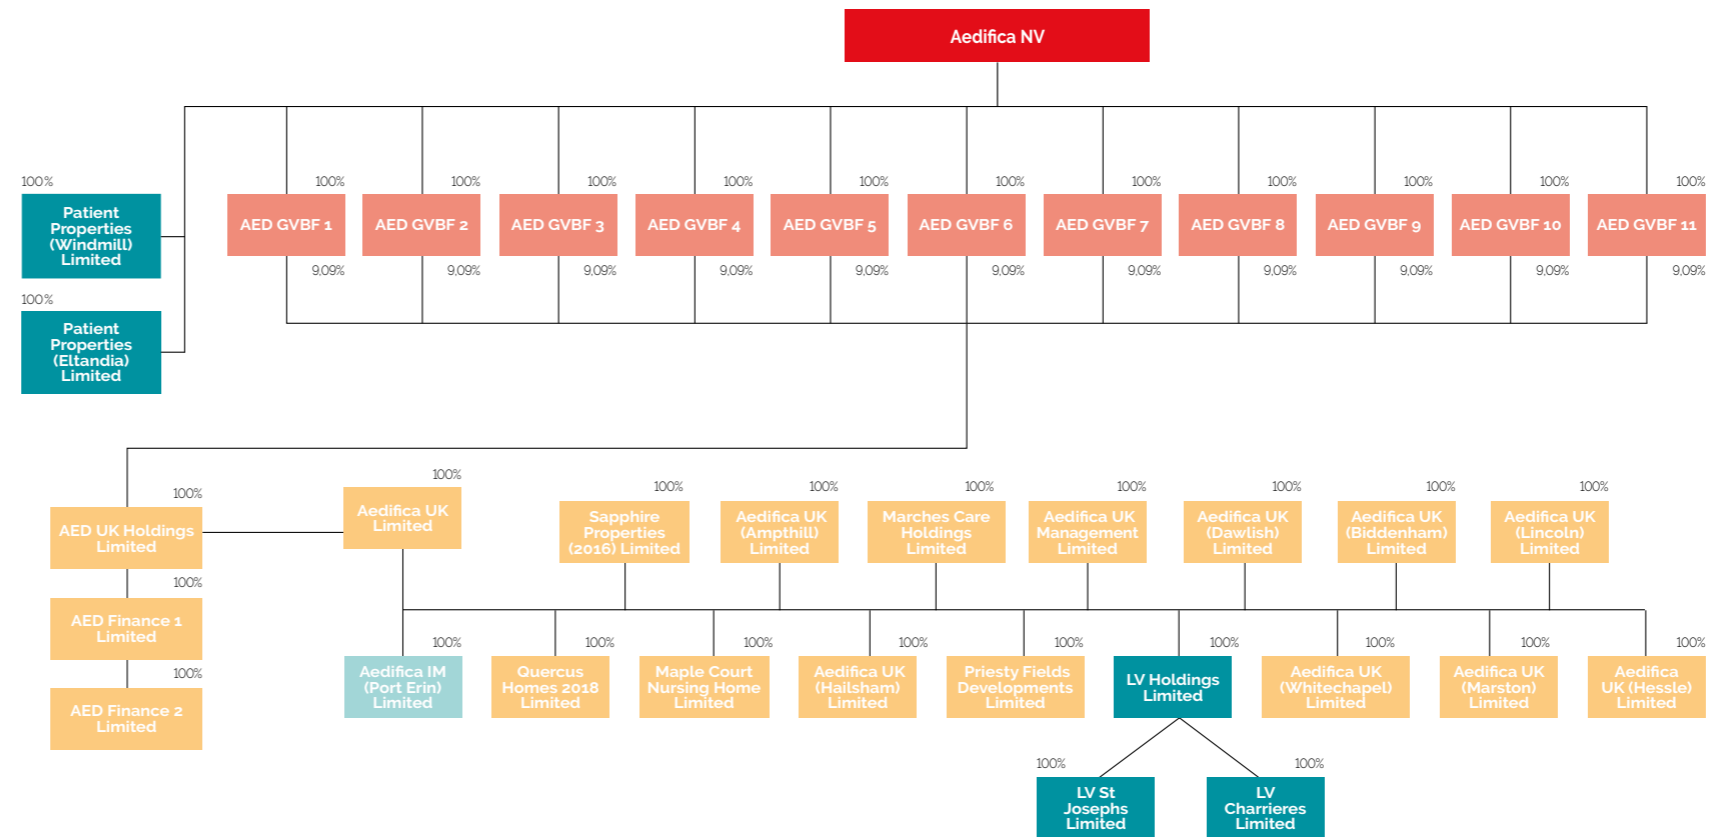 Aedifica NV
100%
Patient
Properties
(Windmill)
Limited
100%
Patient
Properties
(Eltandia)
Limited
100%
AED GVBF 1
9,09%
100%
AED GVBF 2
9,09%
100%
AED GVBF 3
9,09%
100%
AED GVBF 4
9,09%
100%
AED GVBF 5
9,09%
100%
AED GVBF 6
9,09%
100%
AED GVBF 7
9,09%
100%
AED GVBF 8
9,09%
100%
AED GVBF 9
9,09%
100%
AED GVBF 10
9,09%
100%
AED GVBF 11
9,09%
100%
AED UK Holdings
Limited
100%
AED Finance 1
Limited
100%
AED Finance 2
Limited
100%
Aedifica UK
Limited
100%
Sapphire
Properties
(2016) Limited
100%
Aedifica UK
(Ampthill)
Limited
100%
Marches Care
Holdings
Limited
100%
Aedifica UK
Management
Limited
100%
Aedifica UK
(Dawlish)
Limited
100%
Aedifica UK
(Biddenham)
Limited
100%
Aedifica UK
(Lincoln)
Limited
100%
Aedifica IM
(Port Erin)
Limited
100%
Quercus
Homes 2018
Limited
100%
Maple Court
Nursing Home
Limited
100%
Aedifica UK
(Hailsham)
Limited
100%
Priesty Fields
Developments
Limited
100%
LV Holdings
Limited
100%
Aedifica UK
(Whitechapel)
Limited
100%
Aedifica UK
(Marston)
Limited
100%
Aedifica
UK (Hessle)
Limited
100%
LV St
Josephs
Limited
100%
LV
Charrieres
Limited